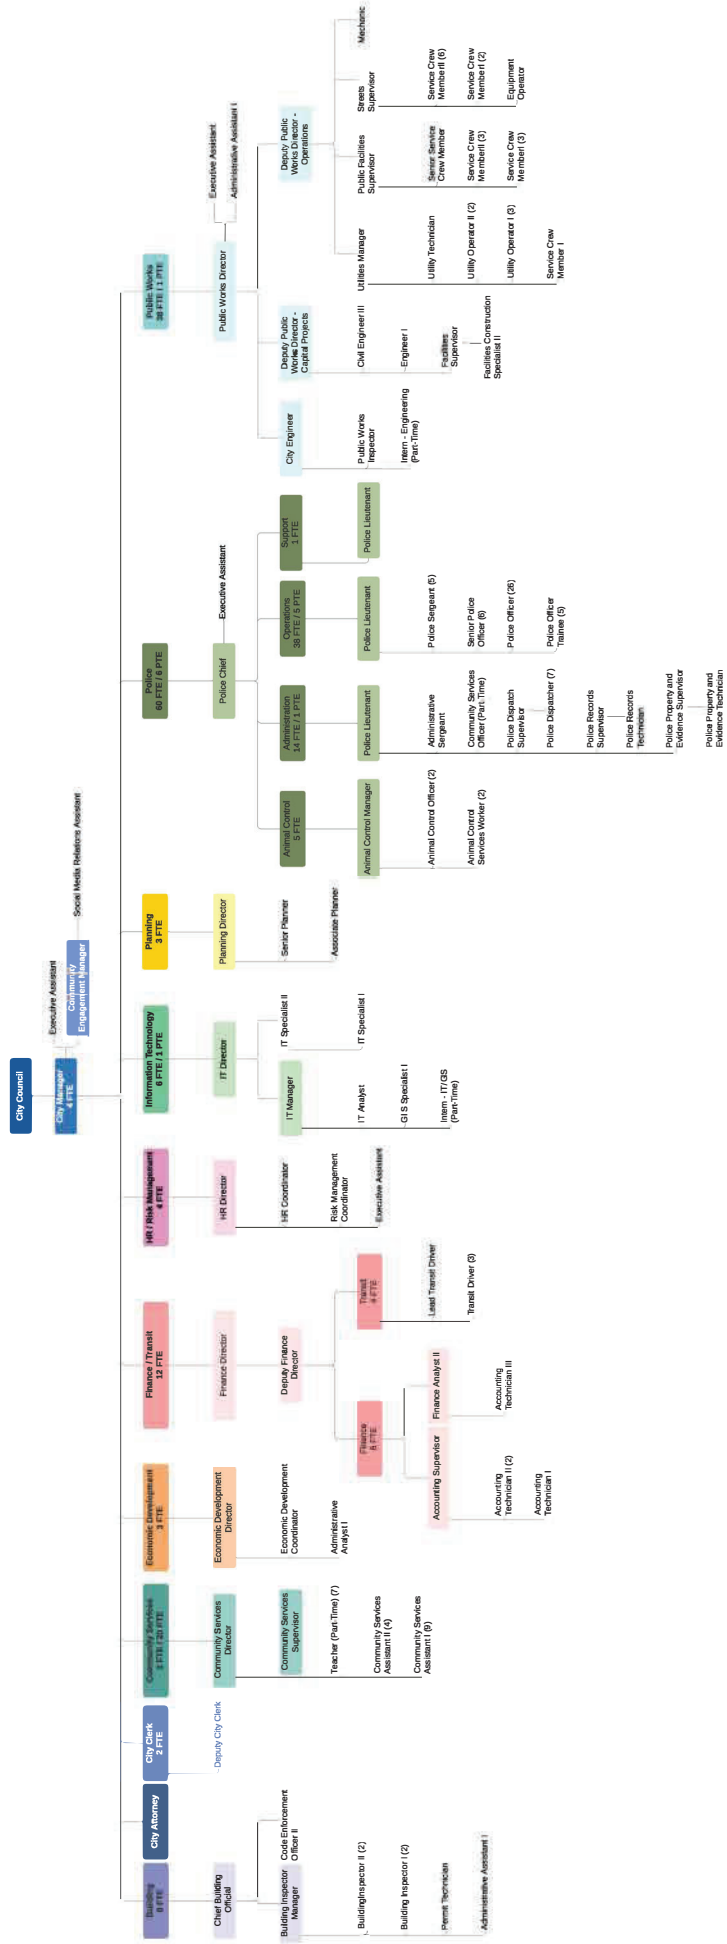 City Council
City Manager
4 FTE
Executive Assistant
Community
Engagement Manager
Social Media Relations Assistant
Building
8 FTE
Chief Building
Official
Building Inspector
Manager
Building Inspector II (2)
Building Inspector I (2)
Permit Technician
Administrative Assistant I
Code Enforcement
Officer II
City Attorney
City Clerk
2 FTE
Deputy City Clerk
Community Services
Community Services
Director
Community Services
Supervisor
Teacher (Part-Time) (7)
Community Services
Assistant II (4)
Community Services
Assistant I (9)
Economic Development
3 FTE
Economic Development
Director
Economic Development
Coordinator
Administrative
Analyst I
Finance / Transit
12 FTE
Finance Director
Deputy Finance
Director
Finance
8 FTE
Accounting Supervisor
Accounting
Technician II (2)
Accounting
Technician I
Finance Analyst II
Accounting
Technician III
Transit
4 FTE
Lead Transit Driver
Transit Driver (3)
HR / Risk Management
4 FTE
HR Director
HR Coordinator
Risk Management
Coordinator
Executive Assistant
Information Technology
6 FTE / 1 PTE
IT Director
IT Manager
IT Analyst
GIS Specialist I
Intern - IT/GIS
(Part-Time)
IT Specialist II
IT Specialist I
Planning
3 FTE
Planning Director
Senior Planner
Associate Planner
Police
60 FTE / 6 PTE
Police Chief
Executive Assistant
Animal Control
5 FTE
Animal Control Manager
Animal Control Officer (2)
Animal Control
Services Worker (2)
Administration
14 FTE / 1 PTE
Police Lieutenant
Administrative
Sergeant
Community Services
Officer (Part-Time)
Police Dispatch
Supervisor
Police Dispatcher (7)
Police Records
Supervisor
Police Records
Technician
Police Property and
Evidence Supervisor
Police Property and
Evidence Technician
Operations
38 FTE / 5 PTE
Police Lieutenant
Police Sergeant (5)
Senior Police
Officer (6)
Police Officer (26)
Police Officer
Trainee (5)
Support
1 FTE
Police Lieutenant
Public Works
38 FTE / 1 PTE
Public Works Director
Executive Assistant
Administrative Assistant I
City Engineer
Public Works
Inspector
Intern - Engineering
(Part-Time)
Deputy Public
Works Director -
Capital Projects
Civil Engineer III
Engineer I
Facilities
Supervisor
Facilities Construction
Specialist II
Deputy Public
Works Director -
Operations
Utilities Manager
Utility Technician
Utility Operator II (2)
Utility Operator I (3)
Service Crew
Member I
Public Facilities
Supervisor
Senior Service
Crew Member
Service Crew
MemberII (3)
Service Crew
MemberI (3)
Streets
Supervisor
Service Crew
MemberII (6)
Service Crew
MemberI (2)
Equipment
Operator
Mechanic